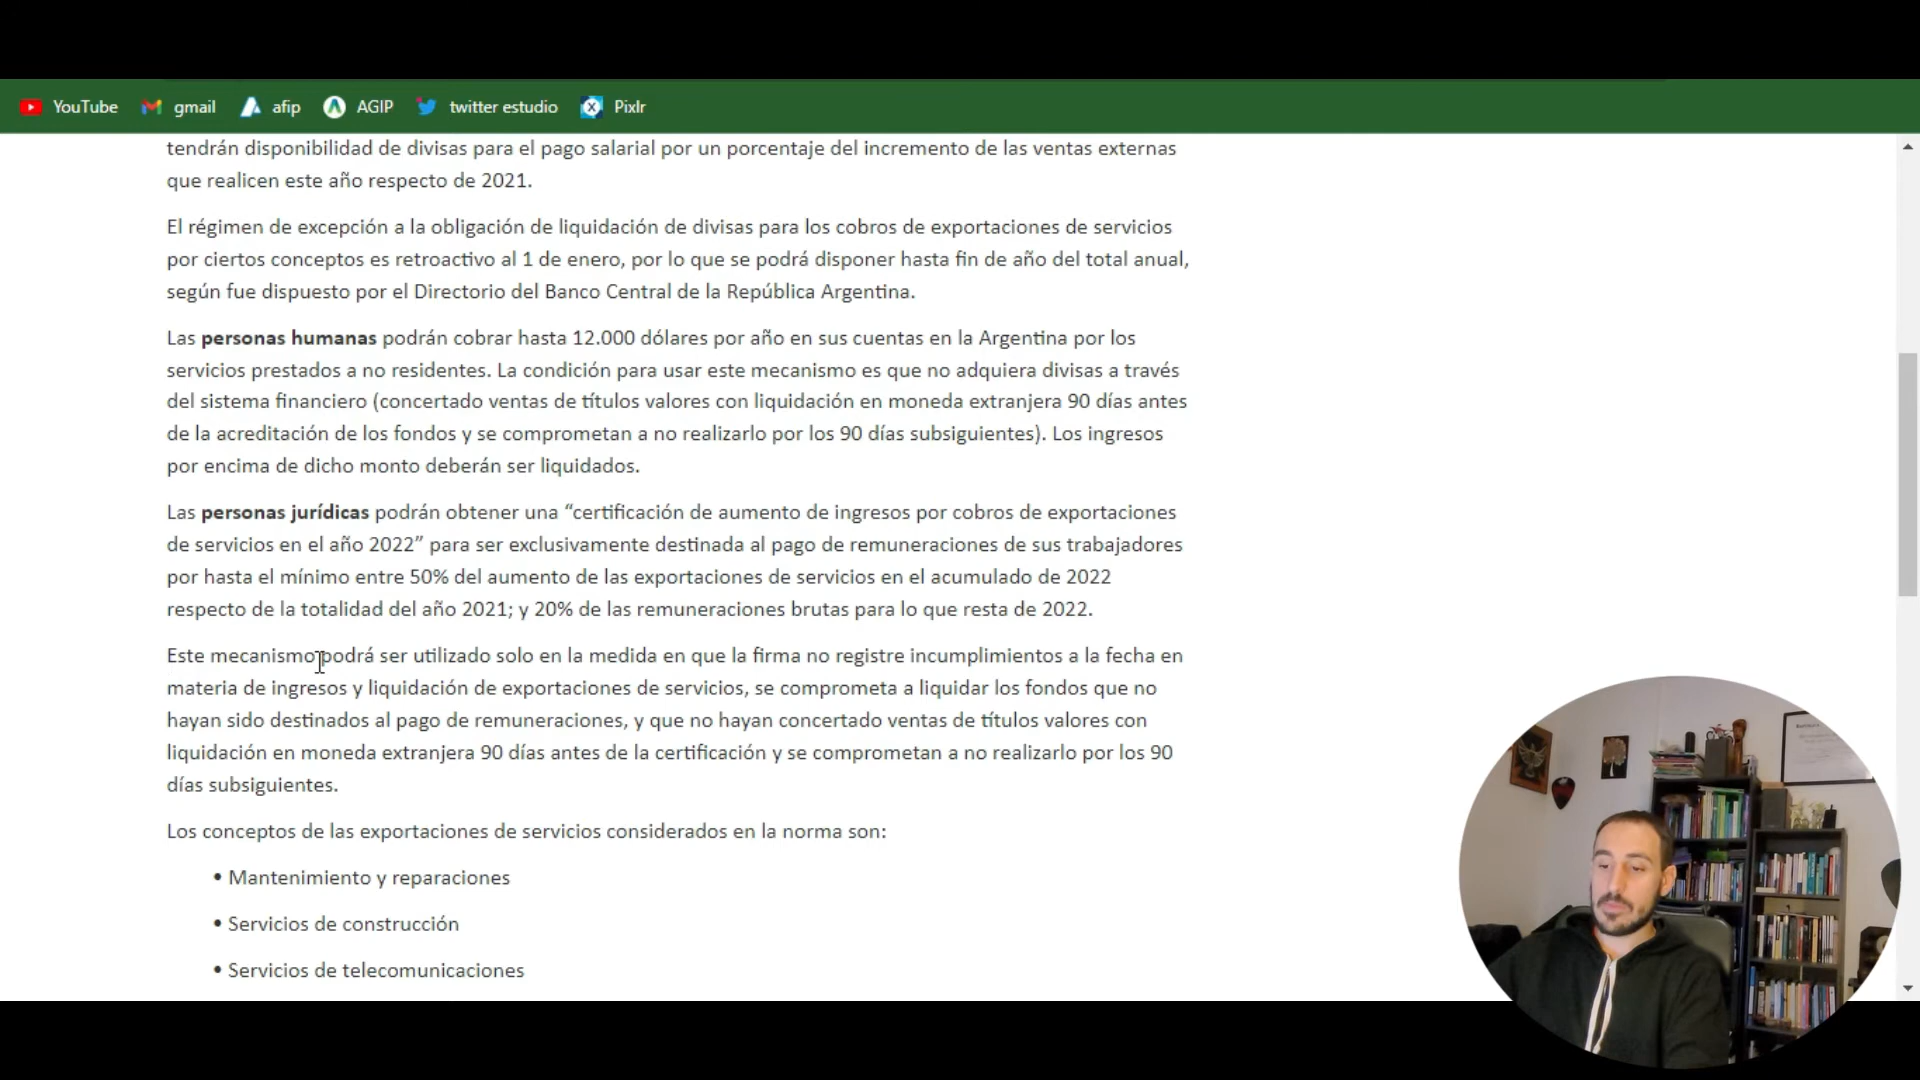 YouTube gmail afip AGIP twitter estudio Pixlr
tendrán disponibilidad de divisas para el pago salarial por un porcentaje del incremento de las ventas externas
que realicen este año respecto de 2021.
El régimen de excepción a la obligación de liquidación de divisas para los cobros de exportaciones de servicios
por ciertos conceptos es retroactivo al 1 de enero, por lo que se podrá disponer hasta fin de año del total anual,
según fue dispuesto por el Directorio del Banco Central de la República Argentina.
Las personas humanas podrán cobrar hasta 12.000 dólares por año en sus cuentas en la Argentina por los
servicios prestados a no residentes. La condición para usar este mecanismo es que no adquiera divisas a través
del sistema financiero (concertado ventas de títulos valores con liquidación en moneda extranjera 90 días antes
de la acreditación de los fondos y se comprometan a no realizarlo por los 90 días subsiguientes). Los ingresos
por encima de dicho monto deberán ser liquidados.
Las personas jurídicas podrán obtener una “certificación de aumento de ingresos por cobros de exportaciones
de servicios en el año 2022” para ser exclusivamente destinada al pago de remuneraciones de sus trabajadores
por hasta el mínimo entre 50% del aumento de las exportaciones de servicios en el acumulado de 2022
respecto de la totalidad del año 2021; y 20% de las remuneraciones brutas para lo que resta de 2022.
Este mecanismo podrá ser utilizado solo en la medida en que la firma no registre incumplimientos a la fecha en
materia de ingresos y liquidación de exportaciones de servicios, se comprometa a liquidar los fondos que no
hayan sido destinados al pago de remuneraciones, y que no hayan concertado ventas de títulos valores con
liquidación en moneda extranjera 90 días antes de la certificación y se comprometan a no realizarlo por los 90
días subsiguientes.
Los conceptos de las exportaciones de servicios considerados en la norma son:
• Mantenimiento y reparaciones
• Servicios de construcción
• Servicios de telecomunicaciones